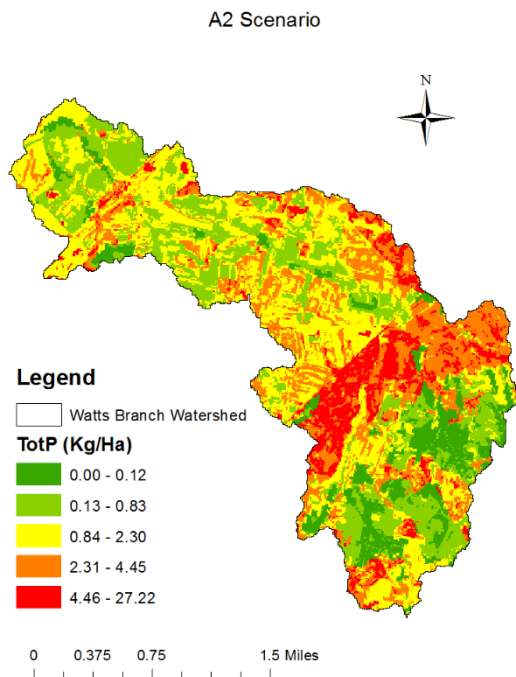 A2 Scenario
N
Legend
Watts Branch Watershed
TotP (Kg/Ha)
0.00 - 0.12
0.13 - 0.83
0.84 - 2.30
2.31 - 4.45
4.46 - 27.22
0 0.375 0.75 1.5 Miles